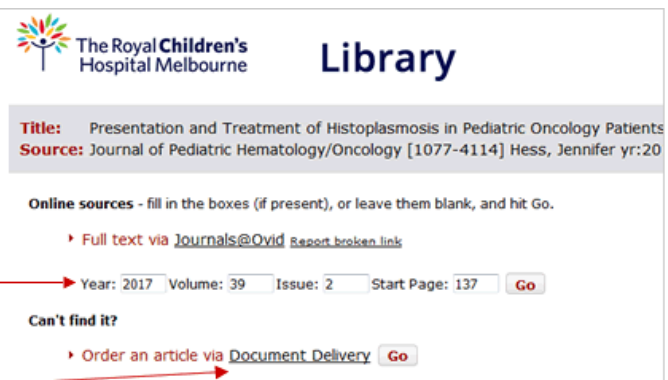 The Royal Children's
Hospital Melbourne
Library
Title: Presentation and Treatment of Histoplasmosis in Pediatric Oncology Patients
Source: Journal of Pediatric Hematology/Oncology [1077-4114] Hess, Jennifer yr:20
Online sources - fill in the boxes (if present), or leave them blank, and hit Go.
Full text via Journals@Ovid Report broken link
Year: 2017 Volume: 39 Issue: 2 Start Page: 137 Go
Can't find it?
Order an article via Document Delivery Go